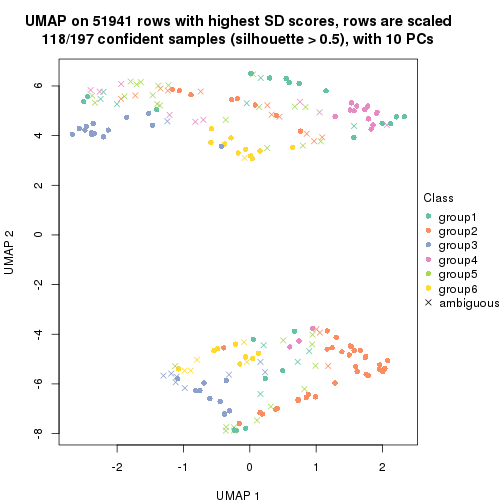 UMAP on 51941 rows with highest SD scores, rows are scaled
118/197 confident samples (silhouette > 0.5), with 10 PCs
6
4
2
0
-2
-4
-6
-8
UMAP 2
-2
-1
0
1
2
UMAP 1
Class
group1
group2
group3
group4
group5
group6
ambiguous